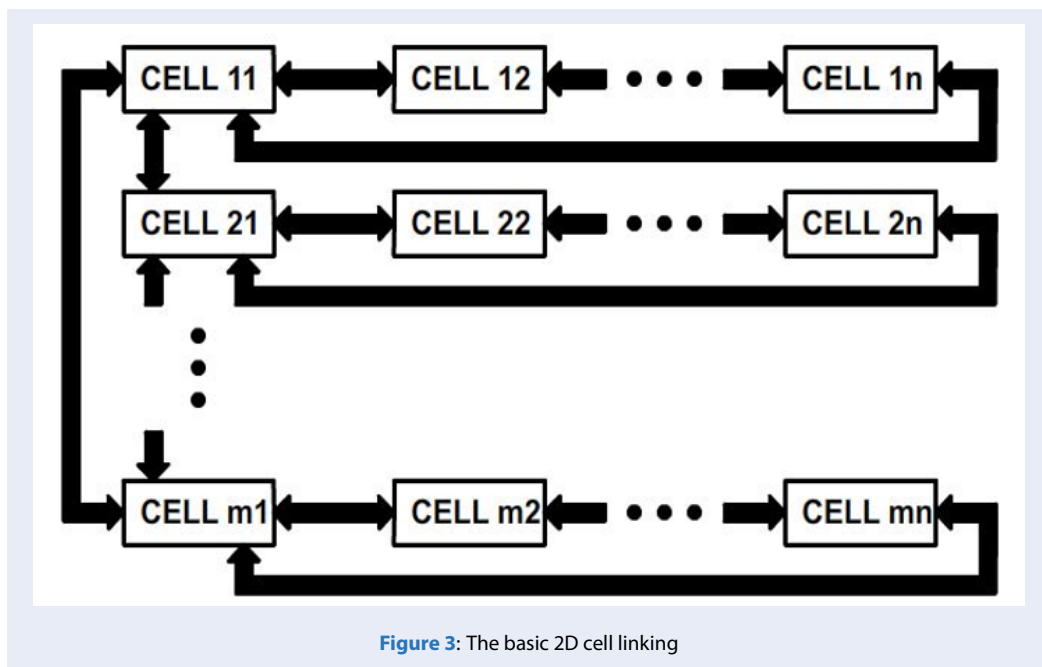 CELL 11 CELL 12 • • • CELL 1n
CELL 21 CELL 22 • • • CELL 2n
CELL m1 CELL m2 • • • CELL mn
Figure 3: The basic 2D cell linking